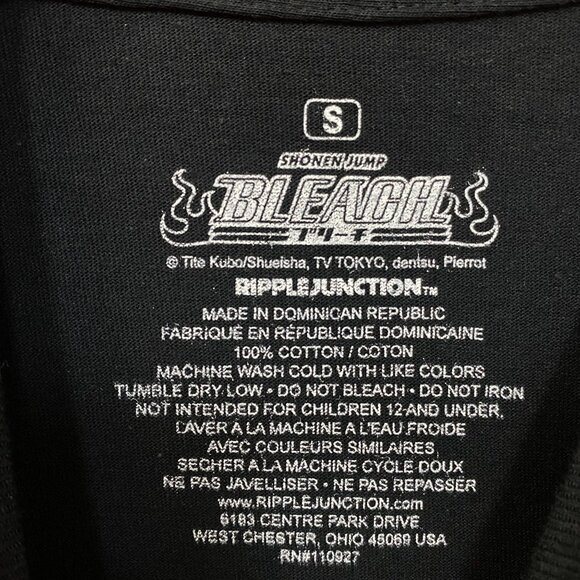 S
SHONEN JUMP
BLEACH
ブリーチ
© Tite Kubo/Shueisha, TV TOKYO, dentsu, Pierrot
RIPPLE JUNCTION™
MADE IN DOMINICAN REPUBLIC
FABRIQUÉ EN RÉPUBLIQUE DOMINICAINE
100% COTTON / COTON
MACHINE WASH COLD WITH LIKE COLORS
TUMBLE DRY LOW • DO NOT BLEACH • DO NOT IRON
NOT INTENDED FOR CHILDREN 12 AND UNDER.
LAVER A LA MACHINE A L'EAU FROIDE
AVEC COULEURS SIMILAIRES
SECHER A LA MACHINE CYCLE DOUX
NE PAS JAVELLISER • NE PAS REPASSER
www.RIPPLEJUNCTION.com
6183 CENTRE PARK DRIVE
WEST CHESTER, OHIO 45069 USA
RN#110927